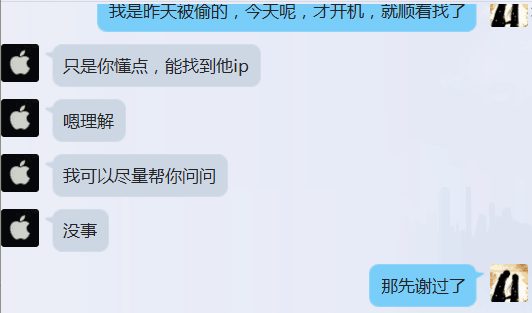 我是昨天被偷的，今天呢，才开机，就顺看找了
只是你懂点，能找到他ip
嗯理解
我可以尽量帮你问问
没事
那先谢过了